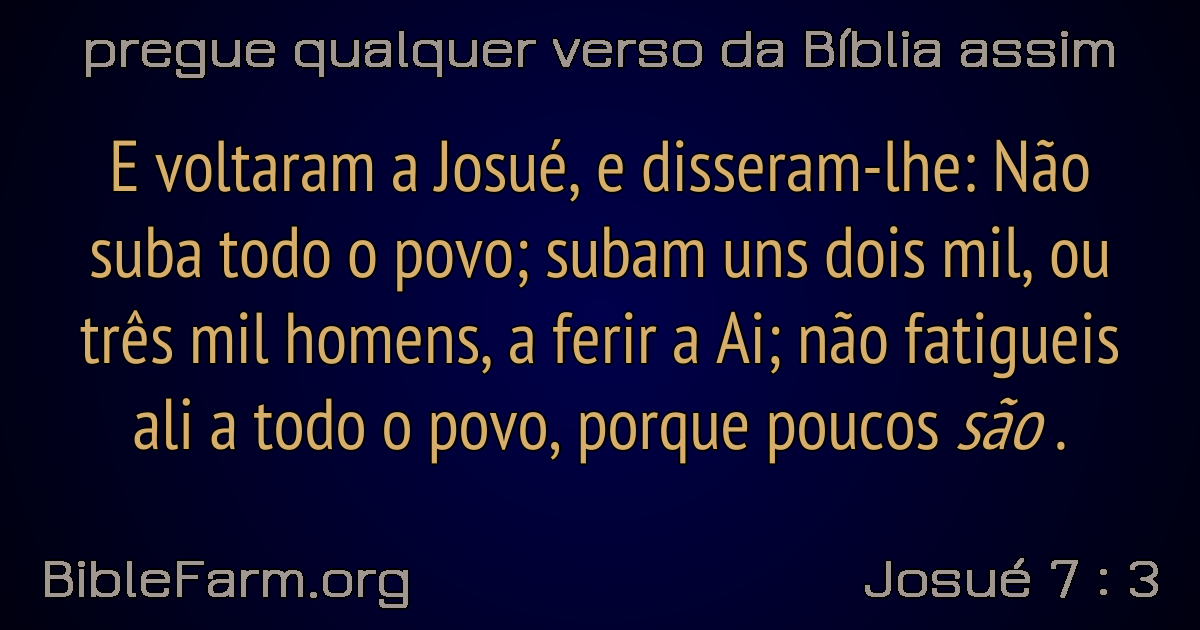 pregue qualquer verso da Bíblia assim
E voltaram a Josué, e disseram-lhe: Não
suba todo o povo; subam uns dois mil, ou
três mil homens, a ferir a Ai; não fatigueis
ali a todo o povo, porque poucos são .
BibleFarm.org
Josué 7 : 3